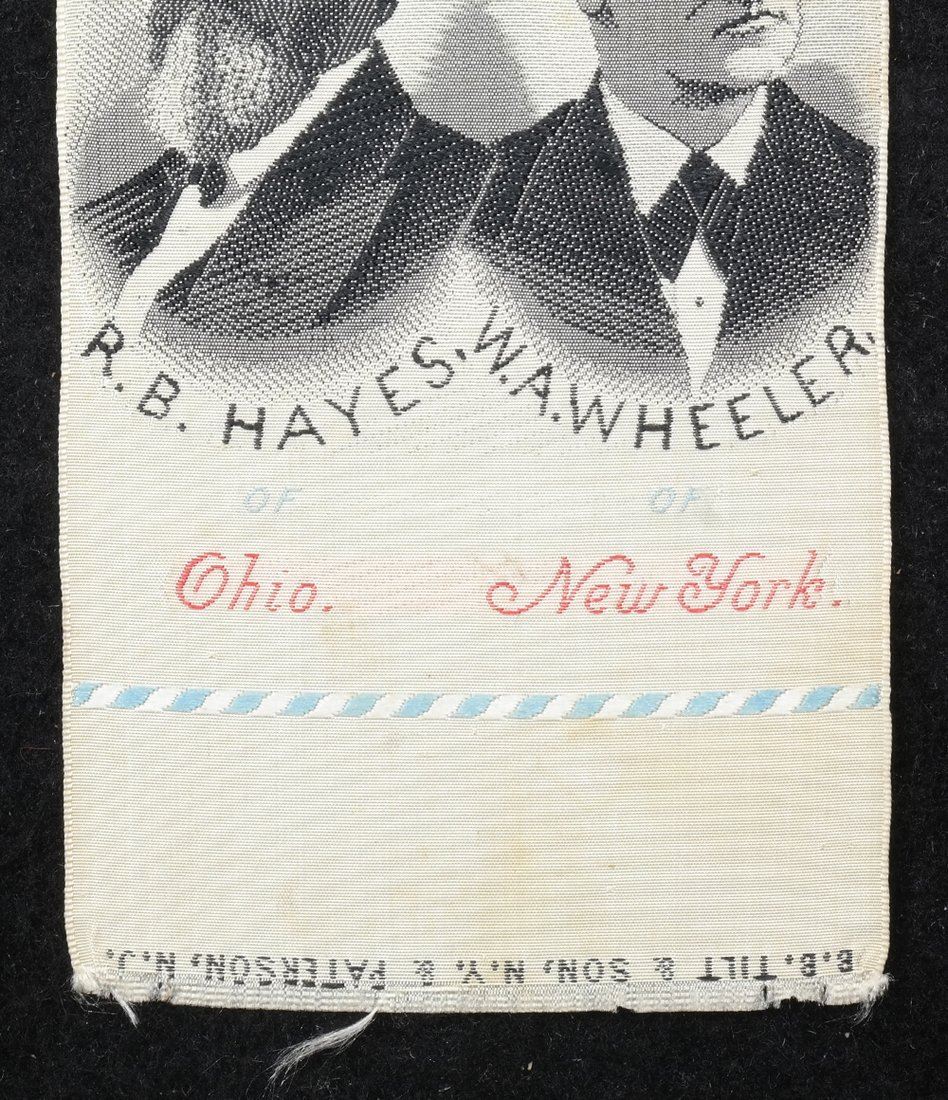 R. B. HAYES, W. A. WHEELER,
OF OF
Ohio. New York.
B.B. TILT & SON, N.Y. & PATERSON, N.J.